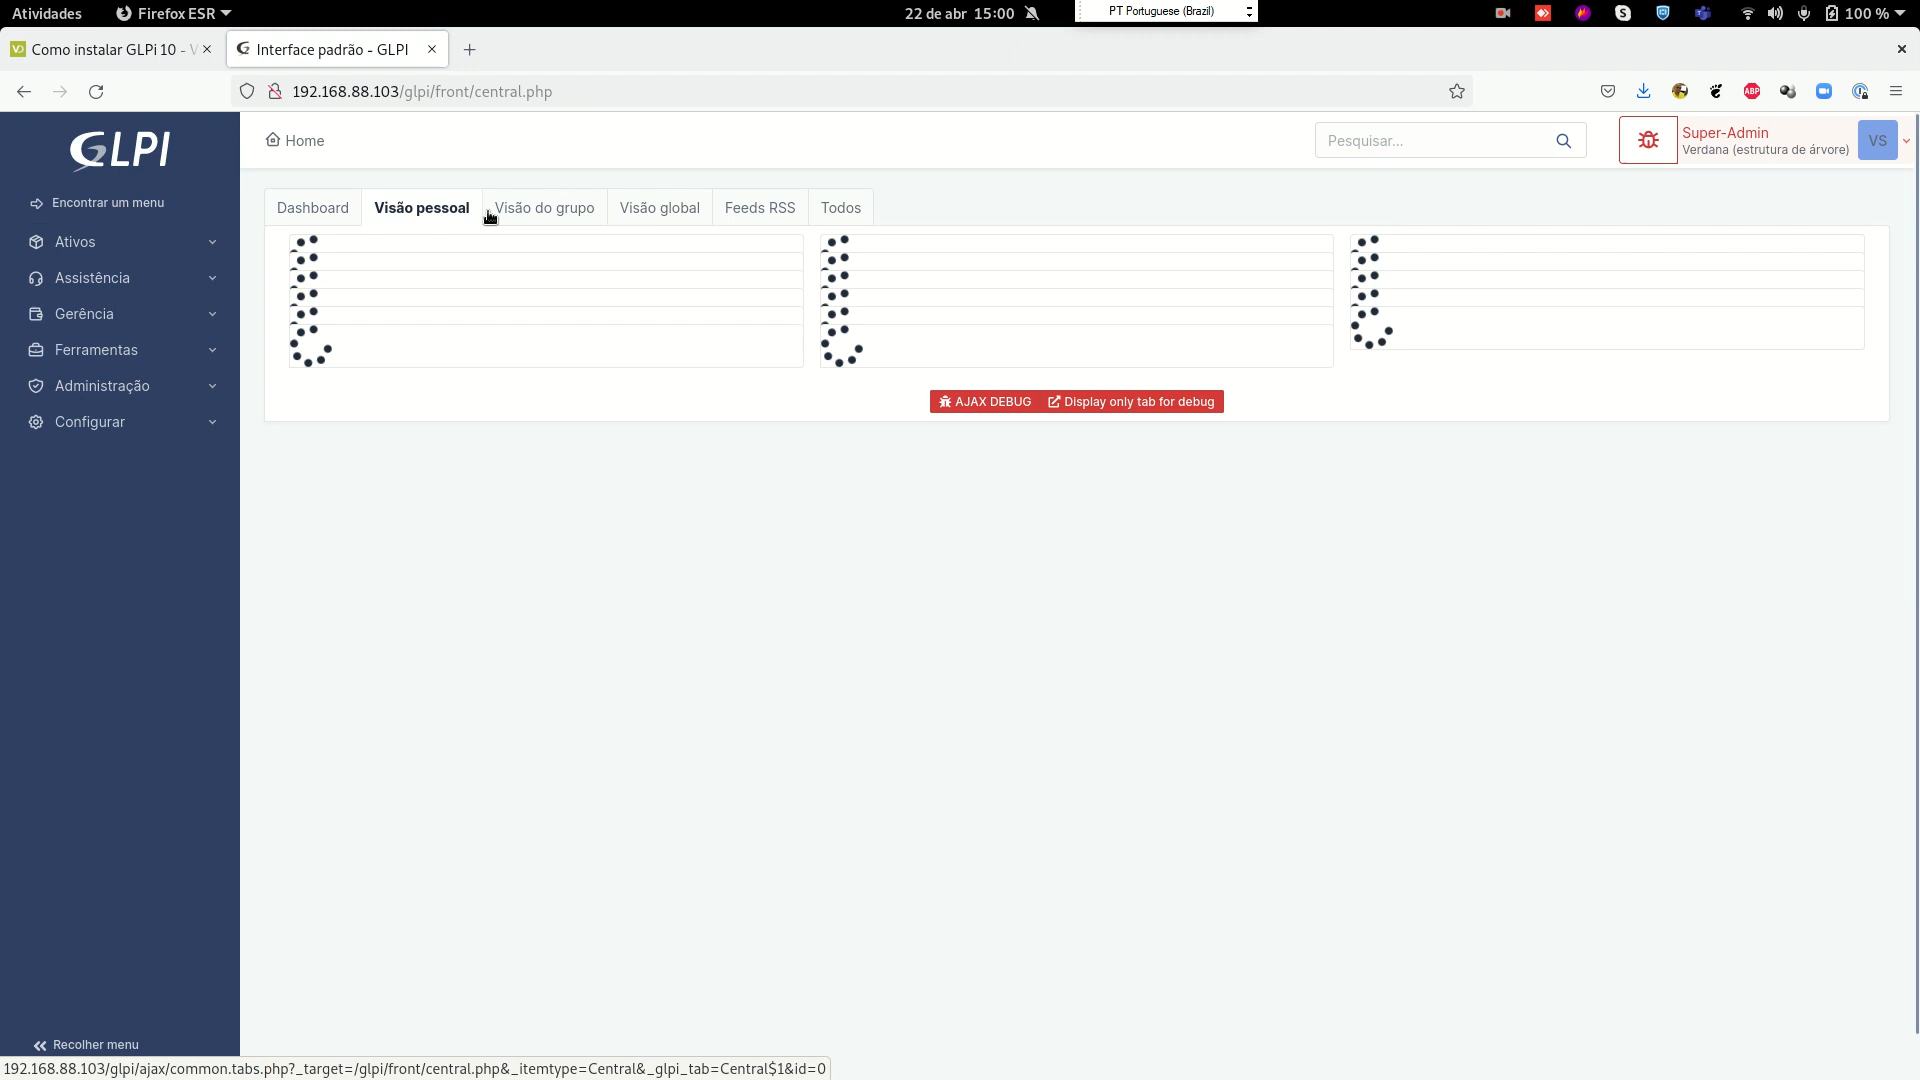 Atividades
Firefox ESR
22 de abr 15:00
PT Portuguese (Brazil)
100 %
Como instalar GLPi 10 -
Interface padrão - GLPI
192.168.88.103/glpi/front/central.php
ABP
GLPI
Home
Pesquisar...
Super-Admin
Verdana (estrutura de árvore)
VS
Encontrar um menu
Ativos
Assistência
Gerência
Ferramentas
Administração
Configurar
Dashboard
Visão pessoal
Visão do grupo
Visão global
Feeds RSS
Todos
AJAX DEBUG
Display only tab for debug
Recolher menu
192.168.88.103/glpi/ajax/common.tabs.php?_target=/glpi/front/central.php&_itemtype=Central&_glpi_tab=Central$1&id=0